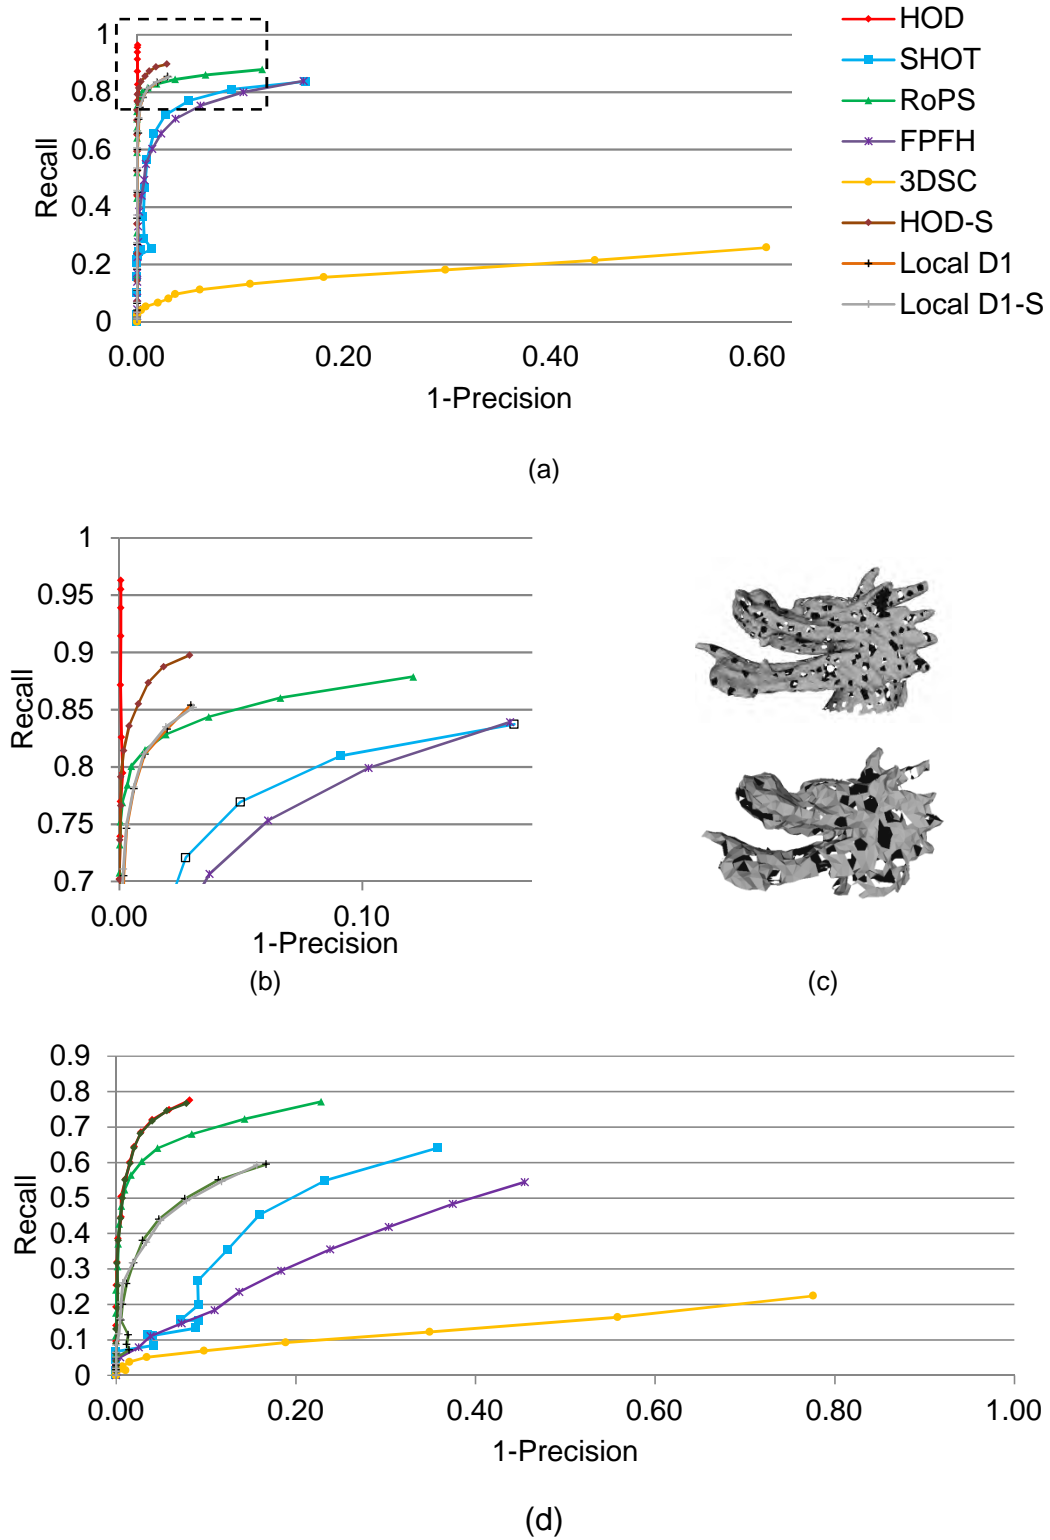 HOD
SHOT
RoPS
FPFH
3DSC
HOD-S
Local D1
Local D1-S
1
0.8
0.6
0.4
0.2
0
Recall
0.00 0.20 0.40 0.60
1-Precision
(a)
1
0.95
0.9
0.85
0.8
0.75
0.7
Recall
0.00 0.10
1-Precision
(b)
(c)
0.9
0.8
0.7
0.6
0.5
0.4
0.3
0.2
0.1
0
Recall
0.00 0.20 0.40 0.60 0.80 1.00
1-Precision
(d)